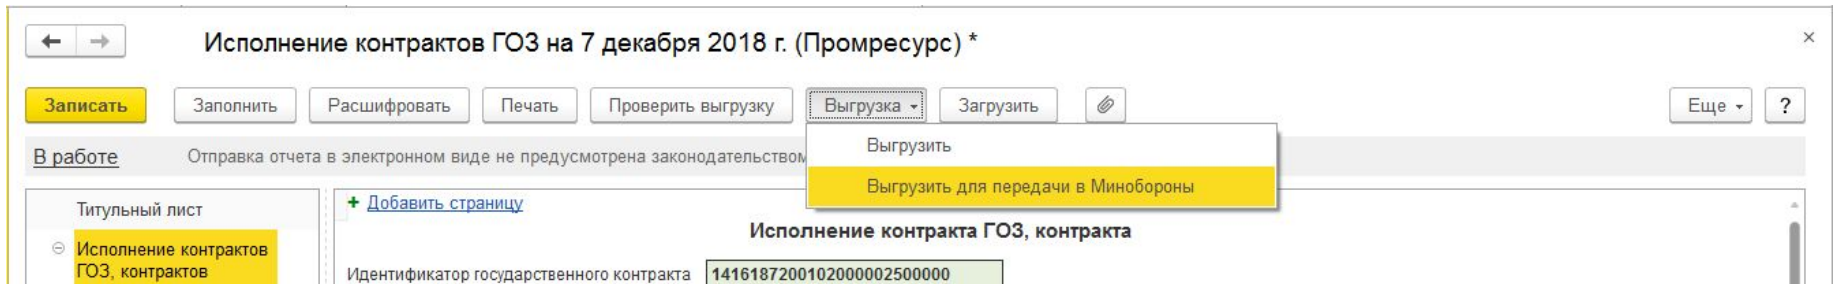 Исполнение контрактов ГОЗ на 7 декабря 2018 г. (Промресурс) *
Записать Заполнить Расшифровать Печать Проверить выгрузку Выгрузка Загрузить Еще ?
Выгрузить
В работе Отправка отчета в электронном виде не предусмотрена законодательством
Выгрузить для передачи в Минобороны
Титульный лист + Добавить страницу
Исполнение контракта ГОЗ, контракта
Исполнение контрактов
ГОЗ, контрактов Идентификатор государственного контракта 1416187200102000002500000